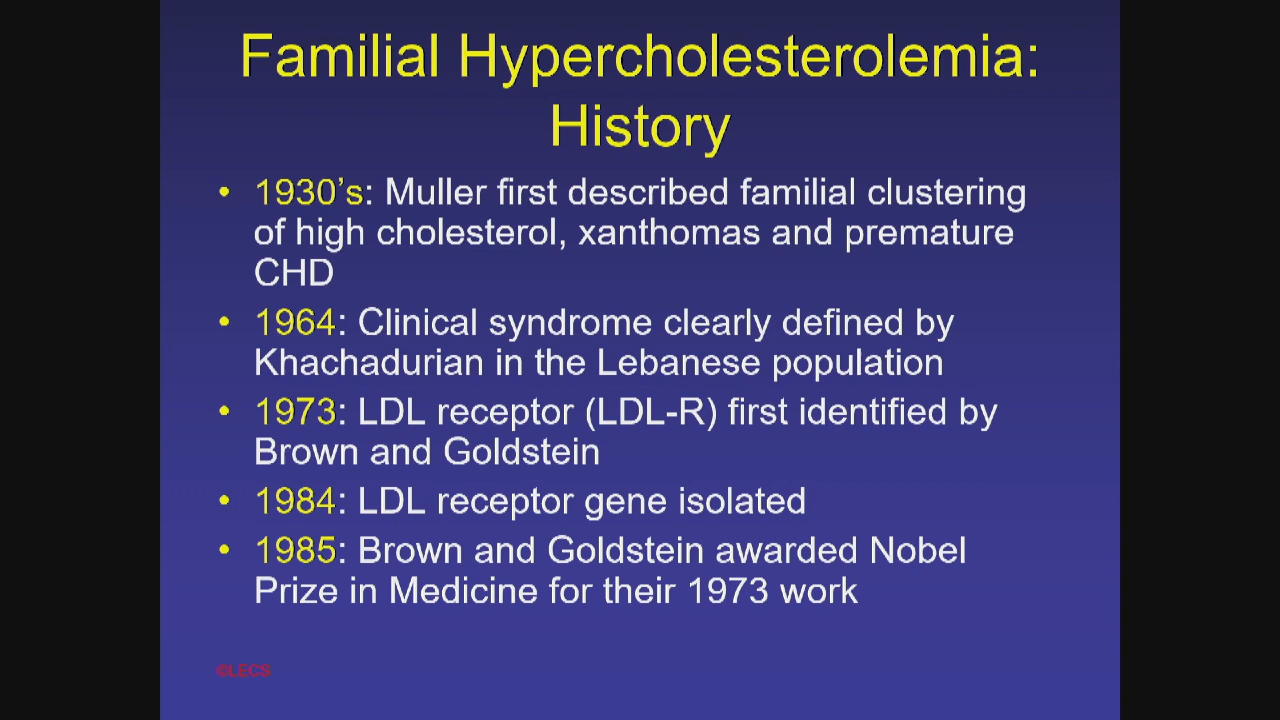 Familial Hypercholesterolemia:
History
• 1930’s: Muller first described familial clustering
of high cholesterol, xanthomas and premature
CHD
• 1964: Clinical syndrome clearly defined by
Khachadurian in the Lebanese population
• 1973: LDL receptor (LDL-R) first identified by
Brown and Goldstein
• 1984: LDL receptor gene isolated
• 1985: Brown and Goldstein awarded Nobel
Prize in Medicine for their 1973 work
©LECS